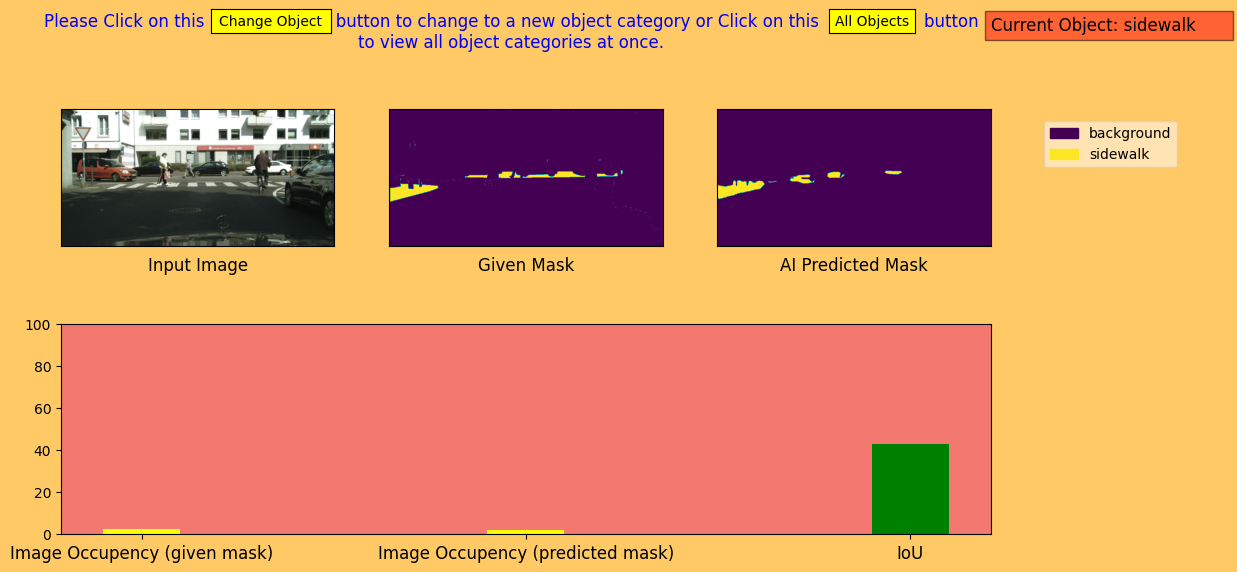 Please Click on this Change Object button to change to a new object category or Click on this All Objects button
to view all object categories at once.
Current Object: sidewalk
background
sidewalk
Input Image
Given Mask
AI Predicted Mask
100
80
60
40
20
0
Image Occupancy (given mask)
Image Occupancy (predicted mask)
IoU